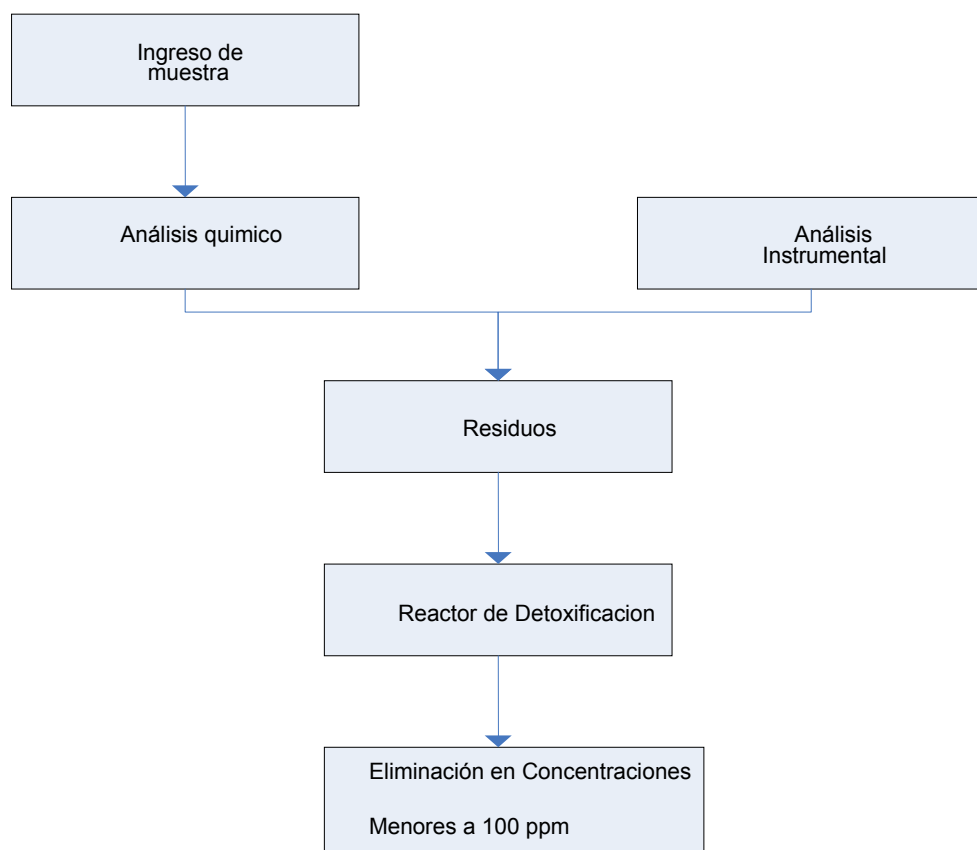 Ingreso de
muestra
Análisis quimico
Análisis
Instrumental
Residuos
Reactor de Detoxificacion
Eliminación en Concentraciones
Menores a 100 ppm